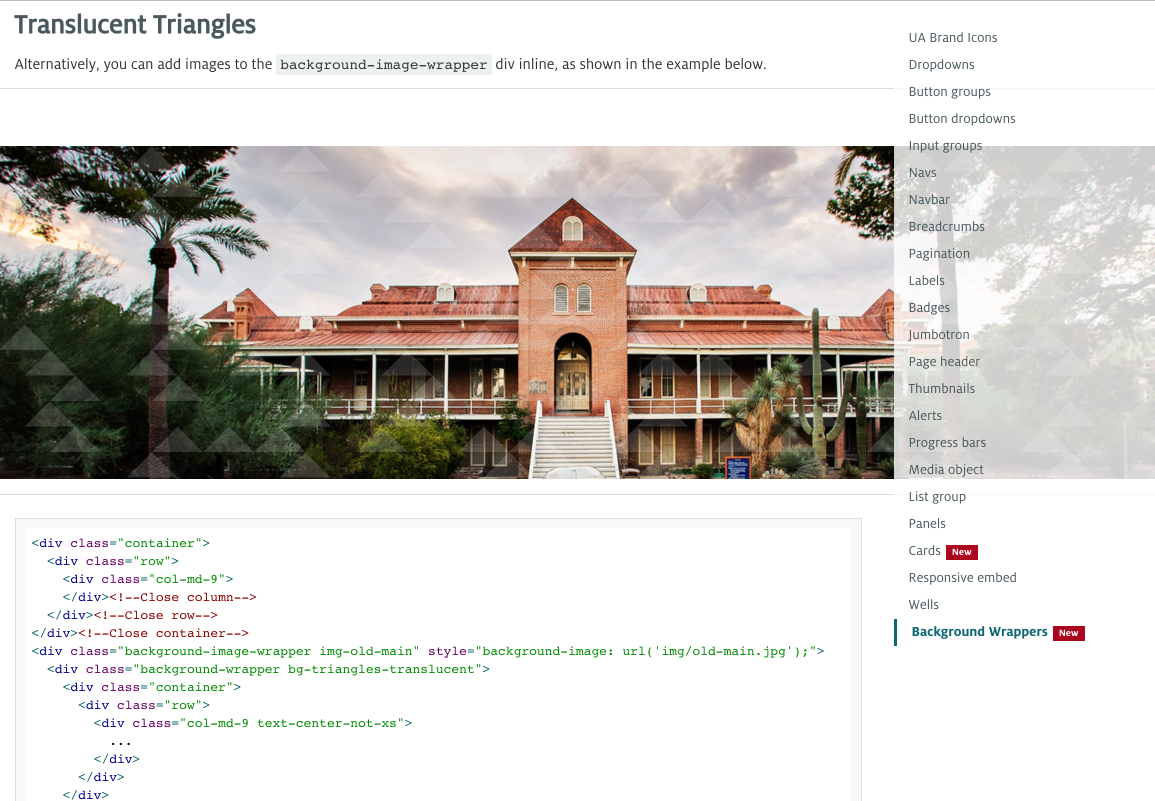 Translucent Triangles
Alternatively, you can add images to the background-image-wrapper div inline, as shown in the example below.
<div class="container">
  <div class="row">
    <div class="col-md-9">
    </div><!--Close column-->
  </div><!--Close row-->
</div><!--Close container-->
<div class="background-image-wrapper img-old-main" style="background-image: url('img/old-main.jpg');">
  <div class="background-wrapper bg-triangles-translucent">
    <div class="container">
      <div class="row">
        <div class="col-md-9 text-center-not-xs">
          ...
        </div>
      </div>
    </div>
UA Brand Icons
Dropdowns
Button groups
Button dropdowns
Input groups
Navs
Navbar
Breadcrumbs
Pagination
Labels
Badges
Jumbotron
Page header
Thumbnails
Alerts
Progress bars
Media object
List group
Panels
Cards New
Responsive embed
Wells
Background Wrappers New